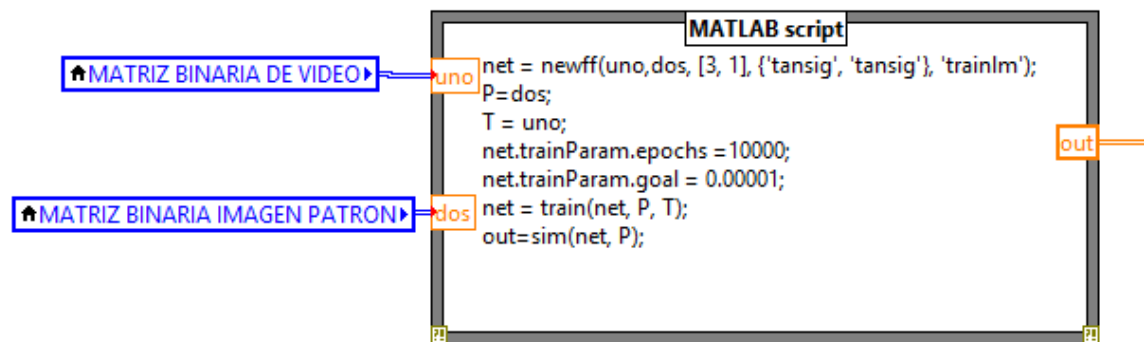 MATLAB script
MATRIZ BINARIA DE VIDEO
uno
net = newff(uno,dos, [3, 1], {'tansig', 'tansig'}, 'trainlm');
P=dos;
T = uno;
net.trainParam.epochs =10000;
net.trainParam.goal = 0.00001;
net = train(net, P, T);
out=sim(net, P);
out
MATRIZ BINARIA IMAGEN PATRON
dos